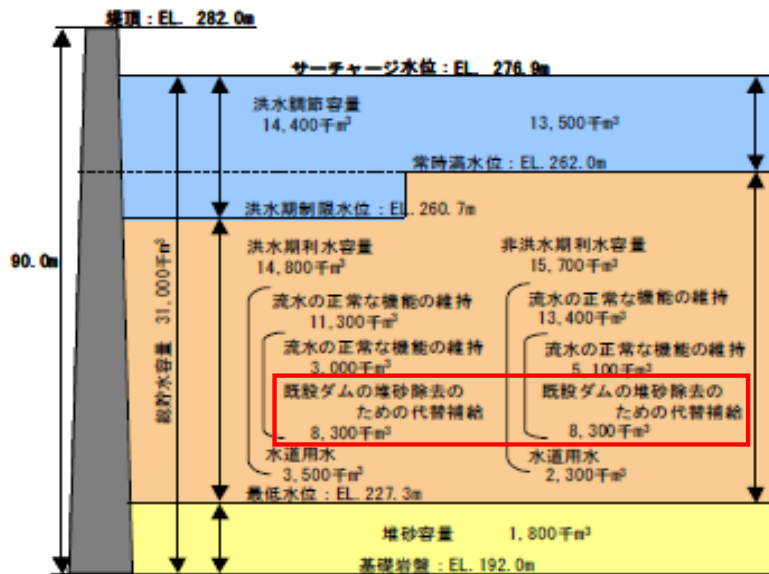 堤頂：EL. 282.0m
サーチャージ水位：EL. 276.9m
洪水調節容量
14,400千m³
13,500千m³
常時満水位：EL.262.0m
洪水期制限水位：EL.260.7m
90.0m
総貯水容量 31,000千m³
洪水期利水容量
14,800千m³
流水の正常な機能の維持
11,300千m³
流水の正常な機能の維持
3,000千m³
既設ダムの堆砂除去の
ための代替補給
8,300千m³
水道用水
3,500千m³
非洪水期利水容量
15,700千m³
流水の正常な機能の維持
13,400千m³
流水の正常な機能の維持
5,100千m³
既設ダムの堆砂除去の
ための代替補給
8,300千m³
水道用水
2,300千m³
最低水位：EL.227.3m
堆砂容量 1,800千m³
基礎岩盤：EL.192.0m